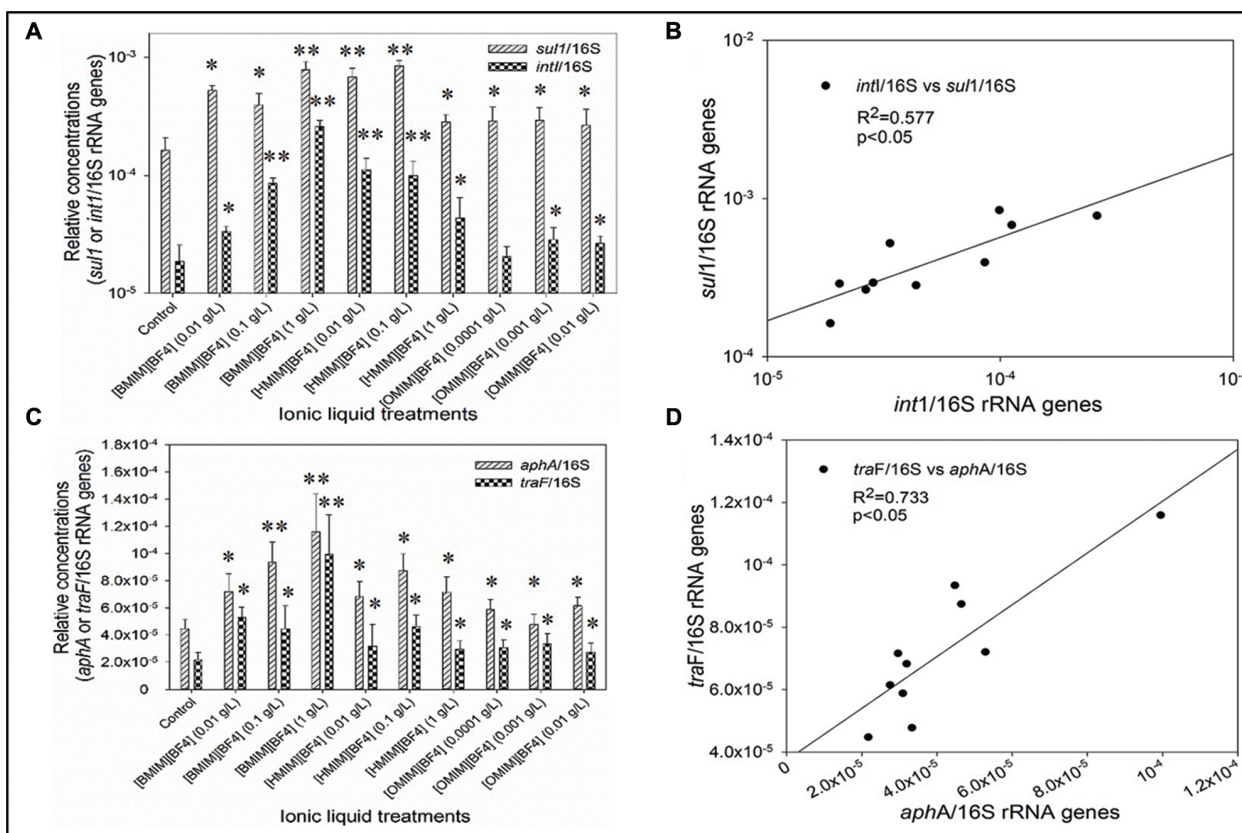 A
Relative concentrations
(sul1 or int1/16S rRNA genes)
10-3
10-4
10-5
sul1/16S
intI/16S
*
*
**
**
**
*
*
*
*
*
**
**
**
**
*
*
*
Control
[BMIM][BF4] (0.01 g/L)
[BMIM][BF4] (0.1 g/L)
[BMIM][BF4] (1 g/L)
[HMIM][BF4] (0.01 g/L)
[HMIM][BF4] (0.1 g/L)
[HMIM][BF4] (1 g/L)
[OMIM][BF4] (0.0001 g/L)
[OMIM][BF4] (0.001 g/L)
[OMIM][BF4] (0.01 g/L)
Ionic liquid treatments
B
sul1/16S rRNA genes
10-2
10-3
10-4
intI/16S vs sul1/16S
R2=0.577
p<0.05
10-5
10-4
10-
int1/16S rRNA genes
C
Relative concentrations
(aphA or traF/16S rRNA genes)
1.8x10-4
1.6x10-4
1.4x10-4
1.2x10-4
10-4
8.0x10-5
6.0x10-5
4.0x10-5
2.0x10-5
0
aphA/16S
traF/16S
*
**
**
*
*
*
*
*
*
*
*
**
*
*
*
*
*
*
Control
[BMIM][BF4] (0.01 g/L)
[BMIM][BF4] (0.1 g/L)
[BMIM][BF4] (1 g/L)
[HMIM][BF4] (0.01 g/L)
[HMIM][BF4] (0.1 g/L)
[HMIM][BF4] (1 g/L)
[OMIM][BF4] (0.0001 g/L)
[OMIM][BF4] (0.001 g/L)
[OMIM][BF4] (0.01 g/L)
Ionic liquid treatments
D
traF/16S rRNA genes
1.4x10-4
1.2x10-4
10-4
8.0x10-5
6.0x10-5
4.0x10-5
traF/16S vs aphA/16S
R2=0.733
p<0.05
0
2.0x10-5
4.0x10-5
6.0x10-5
8.0x10-5
10-4
1.2x10-4
aphA/16S rRNA genes